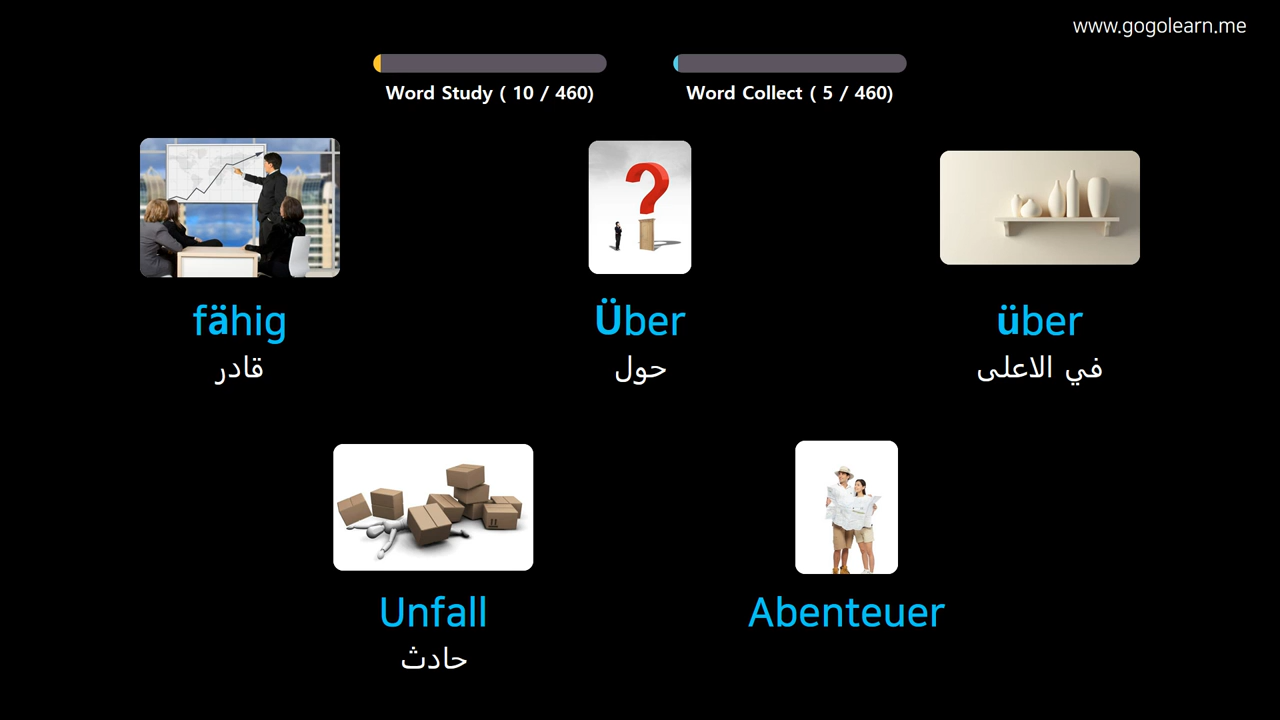 www.gogolearn.me
Word Study ( 10 / 460)
Word Collect ( 5 / 460)
fähig
قادر
Über
حول
über
في الاعلى
Unfall
حادث
Abenteuer